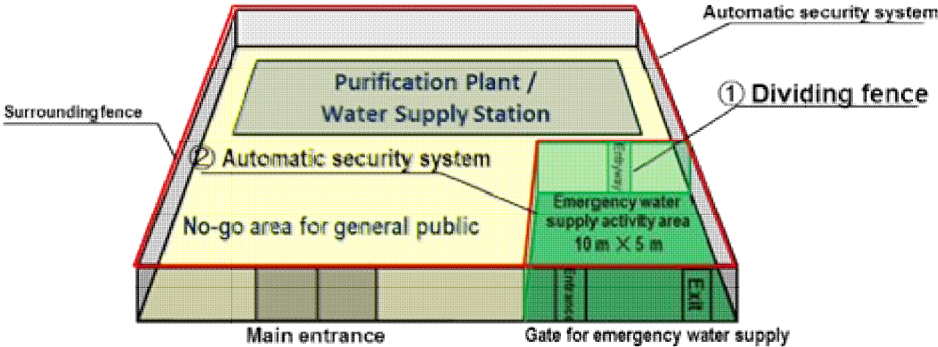 Automatic security system
① Dividing fence
Purification Plant /
Water Supply Station
Surrounding fence
② Automatic security system
Entryway
Emergency water
supply activity area
10 m × 5 m
No-go area for general public
Entrance
Exit
Main entrance
Gate for emergency water supply